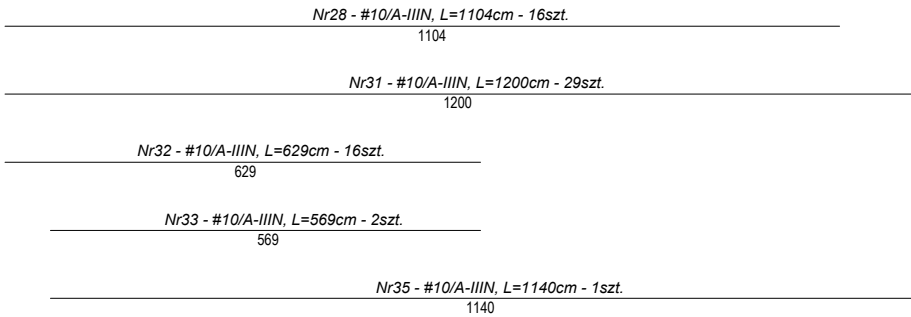 Nr28 - #10/A-IIIN, L=1104cm - 16szt.
1104
Nr31 - #10/A-IIIN, L=1200cm - 29szt.
1200
Nr32 - #10/A-IIIN, L=629cm - 16szt.
629
Nr33 - #10/A-IIIN, L=569cm - 2szt.
569
Nr35 - #10/A-IIIN, L=1140cm - 1szt.
1140